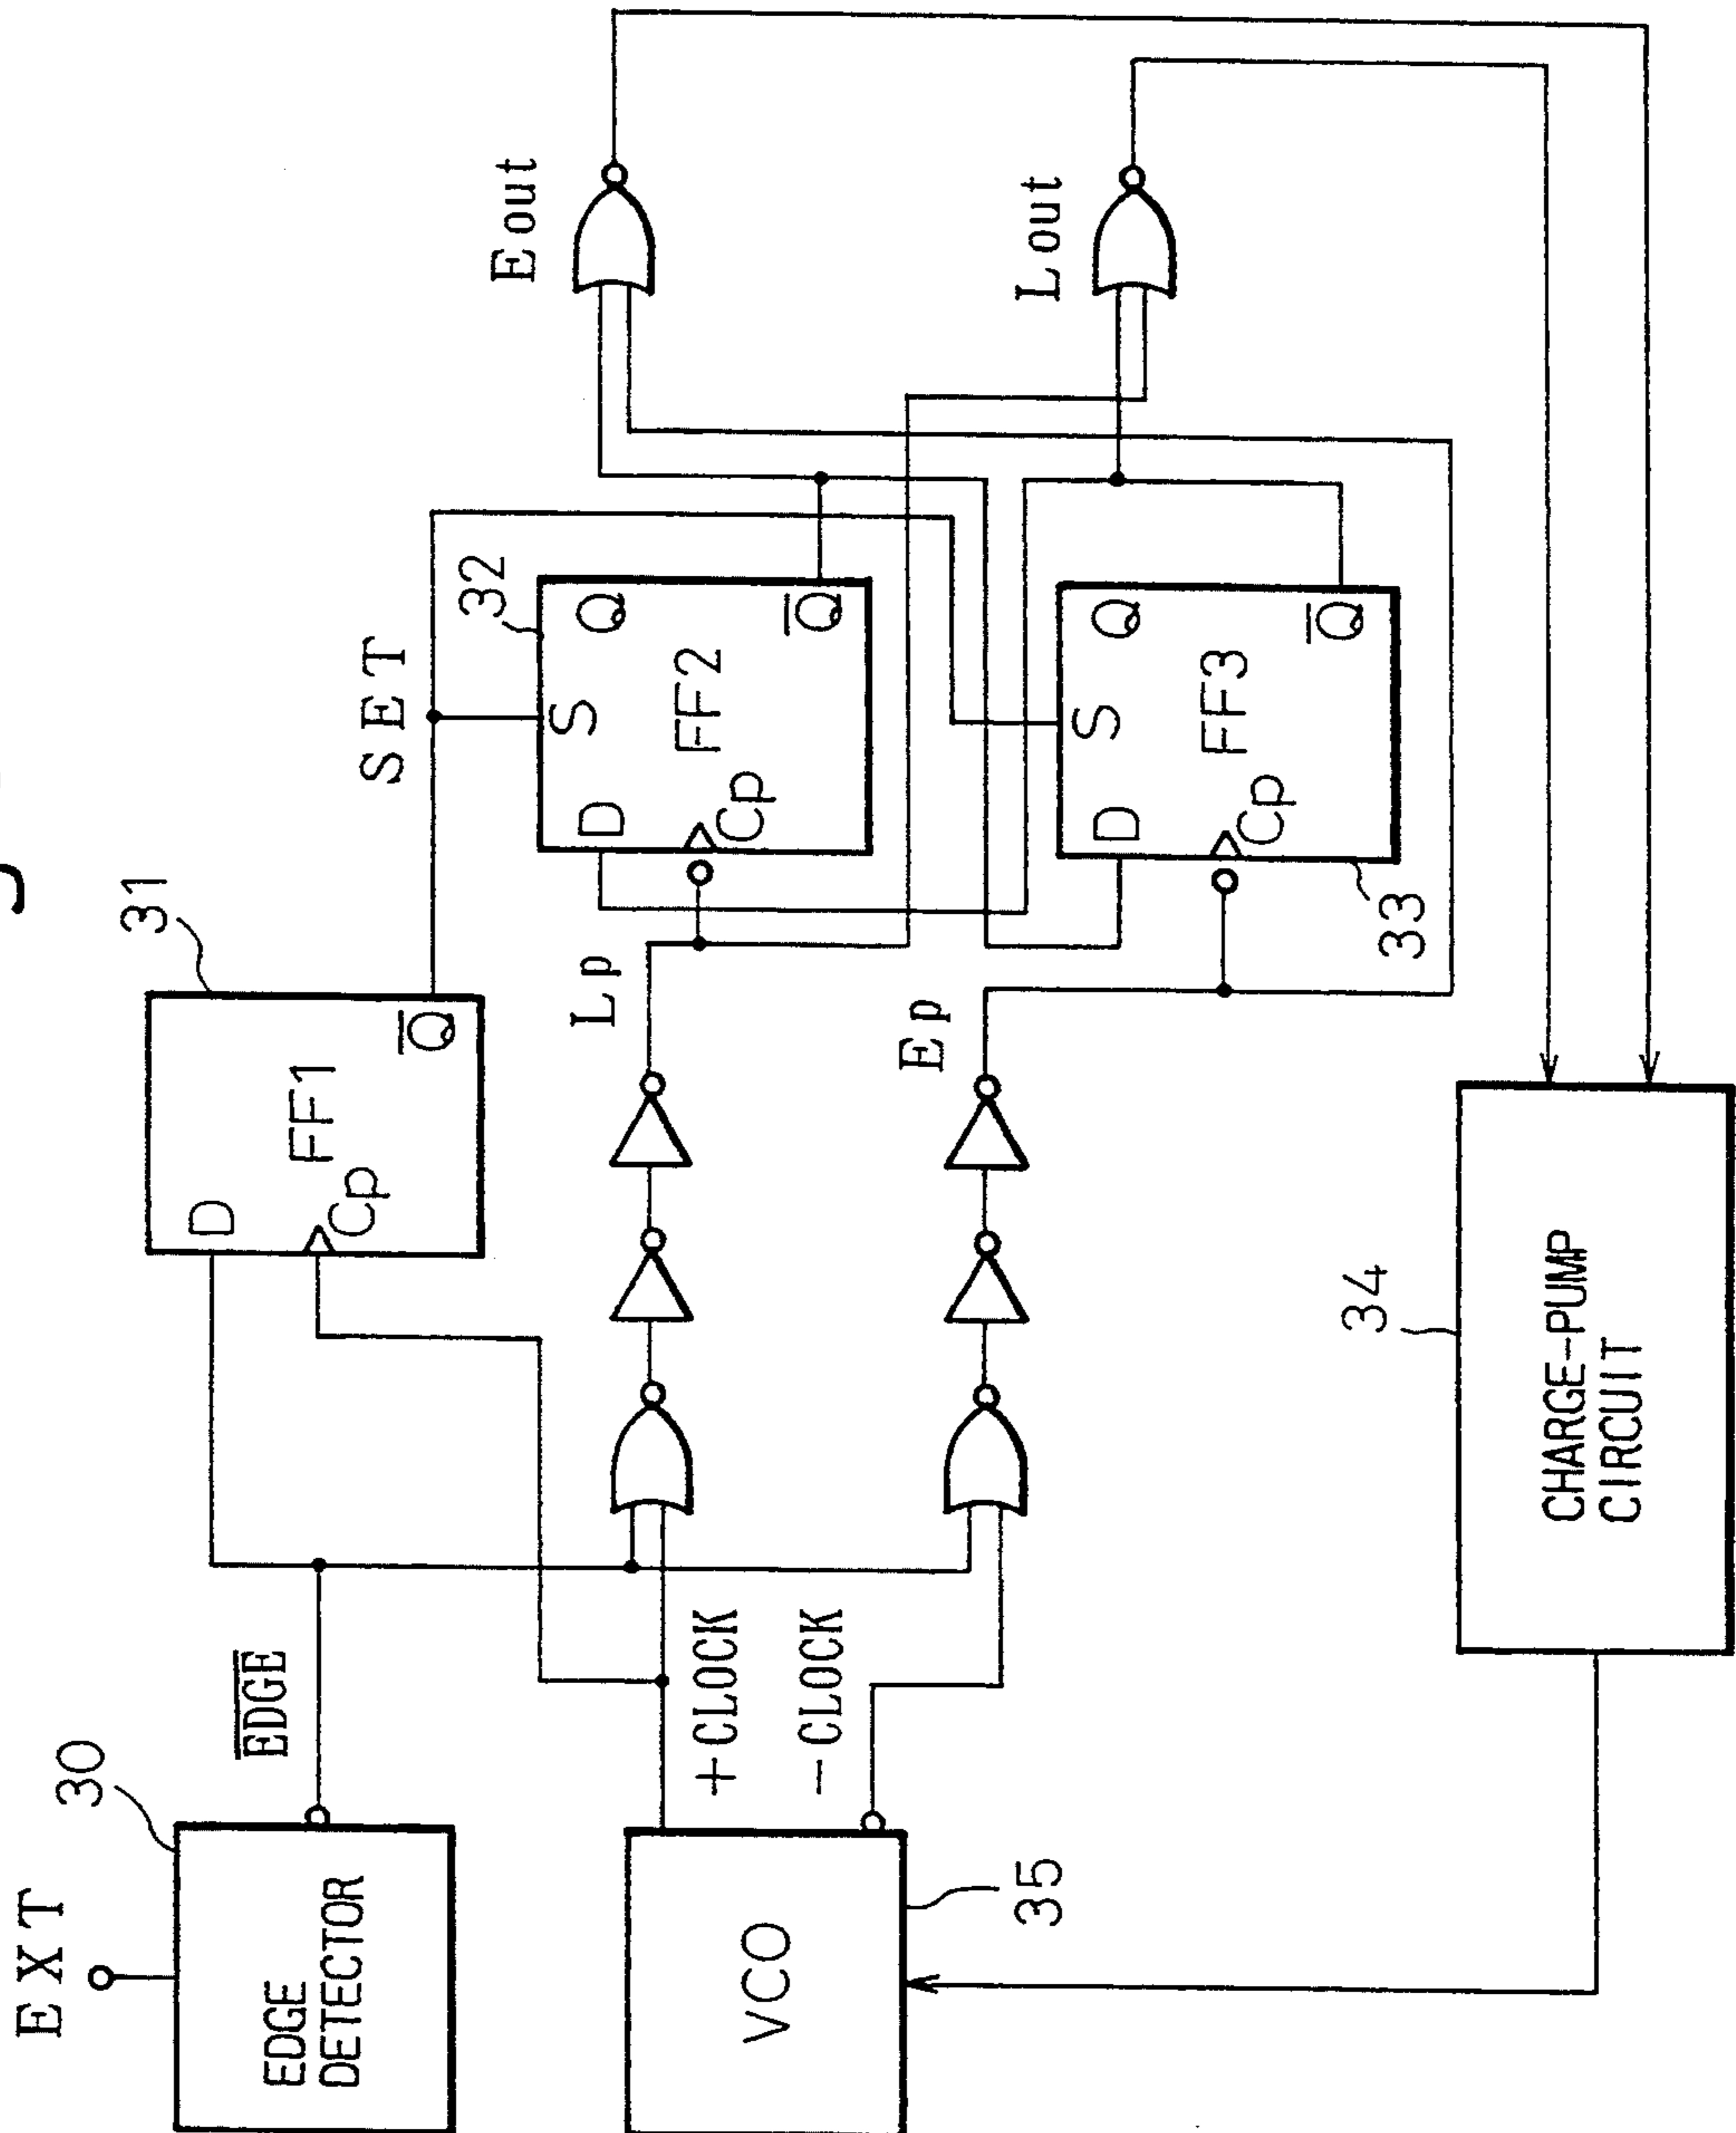 EXT
30
EDGE
DETECTOR
EDGE
31
D
FF1
Cp
Q
SET
32
D
S
Q
FF2
Cp
Q
Eout
35
VCO
+CLOCK
-CLOCK
Lp
Ep
33
D
S
Q
FF3
Cp
Q
Lout
34
CHARGE-PUMP
CIRCUIT